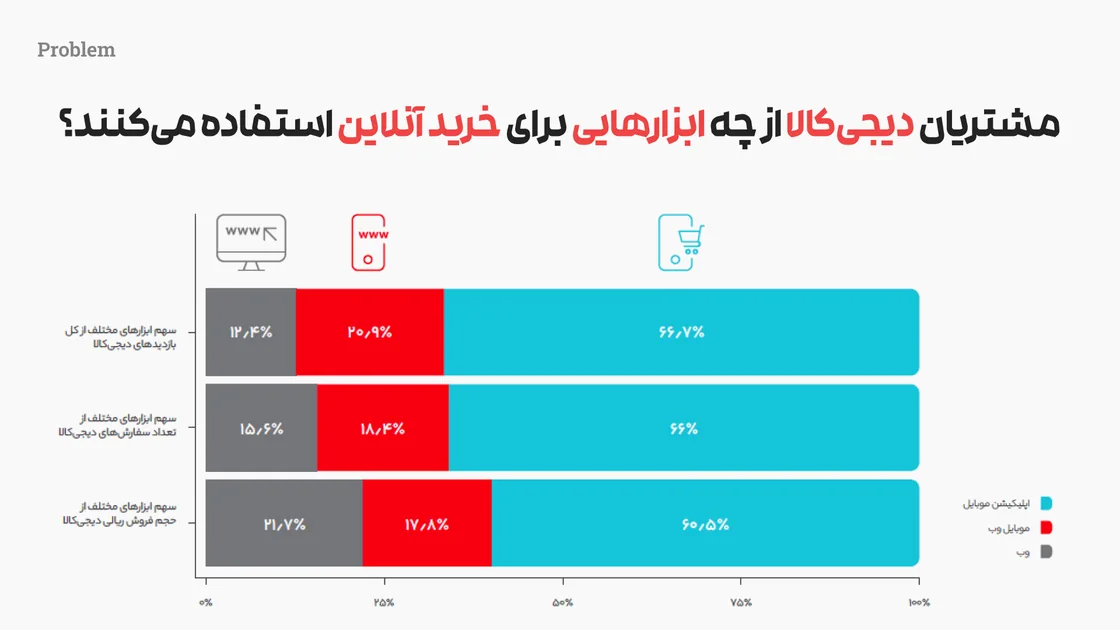 Problem
مشتریان دیجی‌کالا از چه ابزارهایی برای خرید آنلاین استفاده می‌کنند؟
www
www
سهم ابزارهای مختلف از کل
بازدیدهای دیجی‌کالا
۱۲٫۴%
۲۰٫۹%
۶۶٫۷%
سهم ابزارهای مختلف از
تعداد سفارش‌های دیجی‌کالا
۱۵٫۶%
۱۸٫۴%
۶۶%
سهم ابزارهای مختلف از
حجم فروش ریالی دیجی‌کالا
۲۱٫۷%
۱۷٫۸%
۶۰٫۵%
۰%
۲۵%
۵۰%
۷۵%
۱۰۰%
اپلیکیشن موبایل
موبایل وب
وب